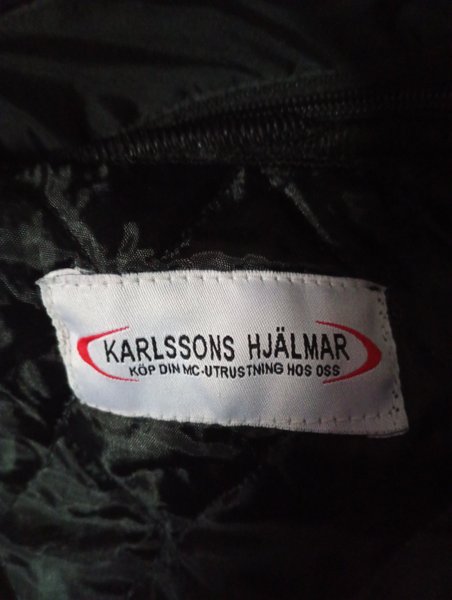 KARLSSONS HJÄLMAR
KÖP DIN MC-UTRUSTNING HOS OSS